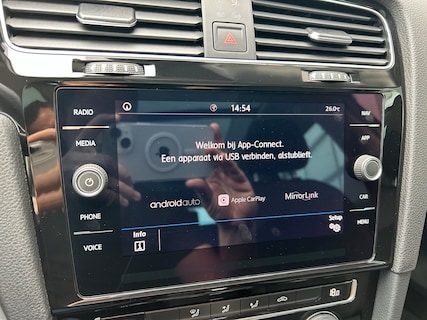 14:54
26.0°C
RADIO
MEDIA
PHONE
VOICE
NAV
APP
CAR
MENU
Welkom bij App-Connect.
Een apparaat via USB verbinden, alstublieft.
androidauto
Apple CarPlay
MirrorLink
Info
Setup